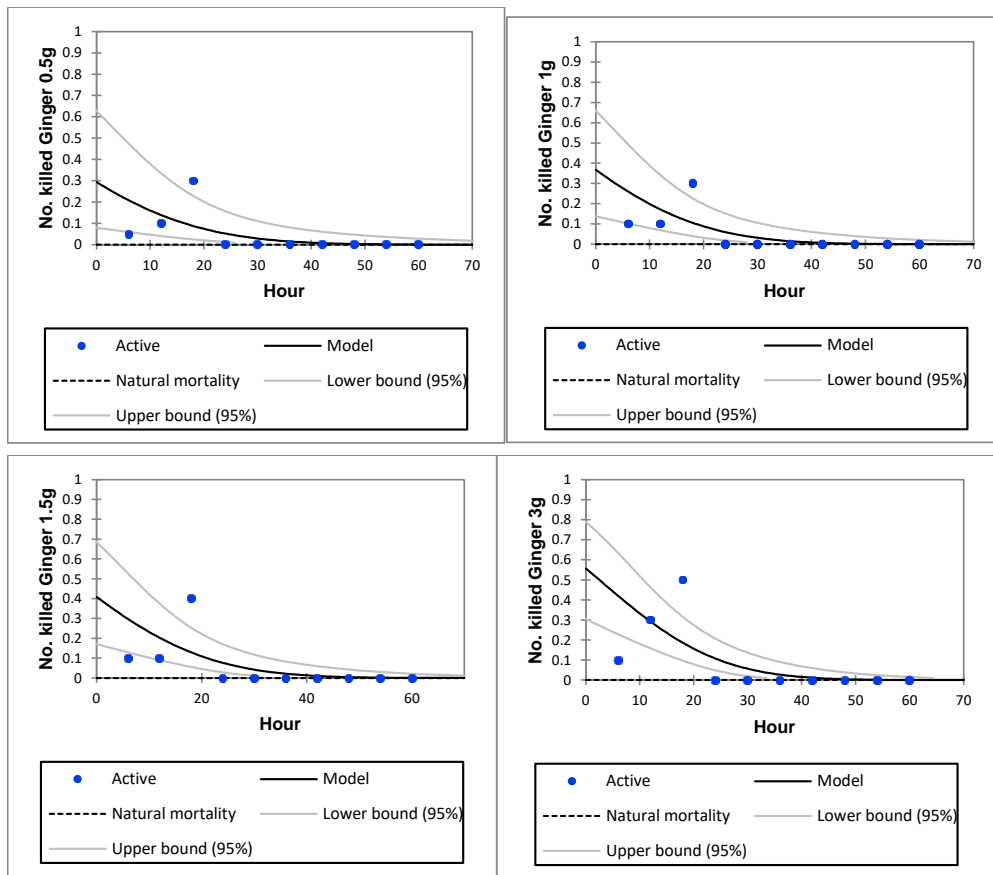 No. killed Ginger 0.5g
1
0.9
0.8
0.7
0.6
0.5
0.4
0.3
0.2
0.1
0
0 10 20 30 40 50 60 70
Hour
Active Model
Natural mortality Lower bound (95%)
Upper bound (95%)
No. killed Ginger 1g
1
0.9
0.8
0.7
0.6
0.5
0.4
0.3
0.2
0.1
0
0 10 20 30 40 50 60 70
Hour
Active Model
Natural mortality Lower bound (95%)
Upper bound (95%)
No. killed Ginger 1.5g
1
0.9
0.8
0.7
0.6
0.5
0.4
0.3
0.2
0.1
0
0 20 40 60
Hour
Active Model
Natural mortality Lower bound (95%)
Upper bound (95%)
No. killed Ginger 3g
1
0.9
0.8
0.7
0.6
0.5
0.4
0.3
0.2
0.1
0
0 10 20 30 40 50 60 70
Hour
Active Model
Natural mortality Lower bound (95%)
Upper bound (95%)